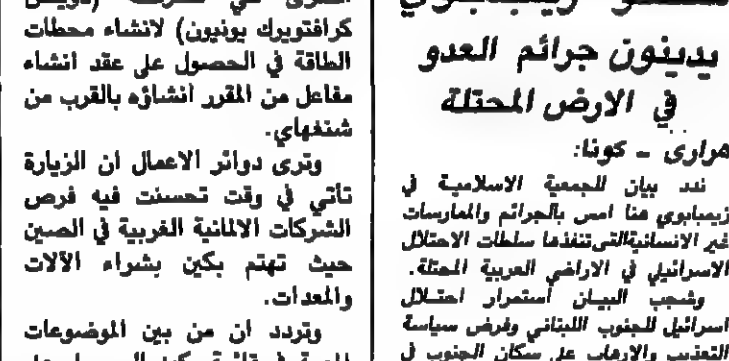 يدينون جرائم العدو
في الارض المحتلة
هرارى - كونا:
ندد بيان للجمعية الاسلامية في
زيمبابوي هنا امس بالجرائم والممارسات
غير الانسانية التى تنفذها سلطات الاحتلال
الاسرائيلي في الاراضي العربية المحتلة.
وشجب البيان أستمرار احتلال
اسرائيل للجنوب اللبناني وفرض سياسة
التعذيب والارهاب على سكان الجنوب في
كرافتويرك يونيون) لانشاء محطات
الطاقة في الحصول على عقد انشاء
مفاعل من المقرر انشاؤه بالقرب من
شنغهاي.
وترى دوائر الاعمال ان الزيارة
تأتي في وقت تحسنت فيه فرص
الشركات الالمانية الغربية في الصين
حيث تهتم بكين بشراء الآلات
والمعدات.
وتردد ان من بين الموضوعات